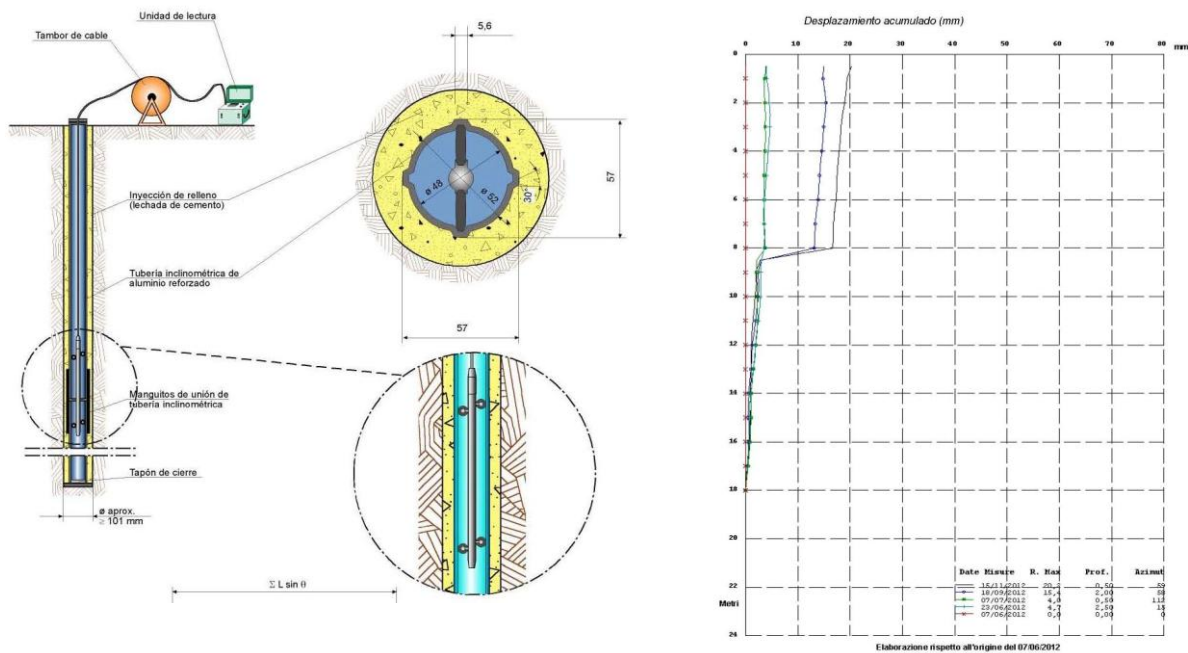 Unidad de lectura
Tambor de cable
5,6
57
ø 48
ø 52
30°
57
Inyección de relleno
(lechada de cemento)
Tubería inclinométrica de
aluminio reforzado
Manguitos de unión de
tubería inclinométrica
Tapón de cierre
ø aprox.
≥ 101 mm
Σ L sin θ
Desplazamiento acumulado (mm)
0 10 20 30 40 50 60 70 80 mm
0
2
4
6
8
10
12
14
16
18
20
22
Metri
24
Date Misure R. Max Prof. Azimut
15/11/2012 20,2 0,50 59
18/09/2012 15,4 2,00 58
07/07/2012 4,0 0,50 112
23/06/2012 4,7 2,50 15
07/06/2012 0,0 0,00 0
Elaborazione rispetto all'origine del 07/06/2012